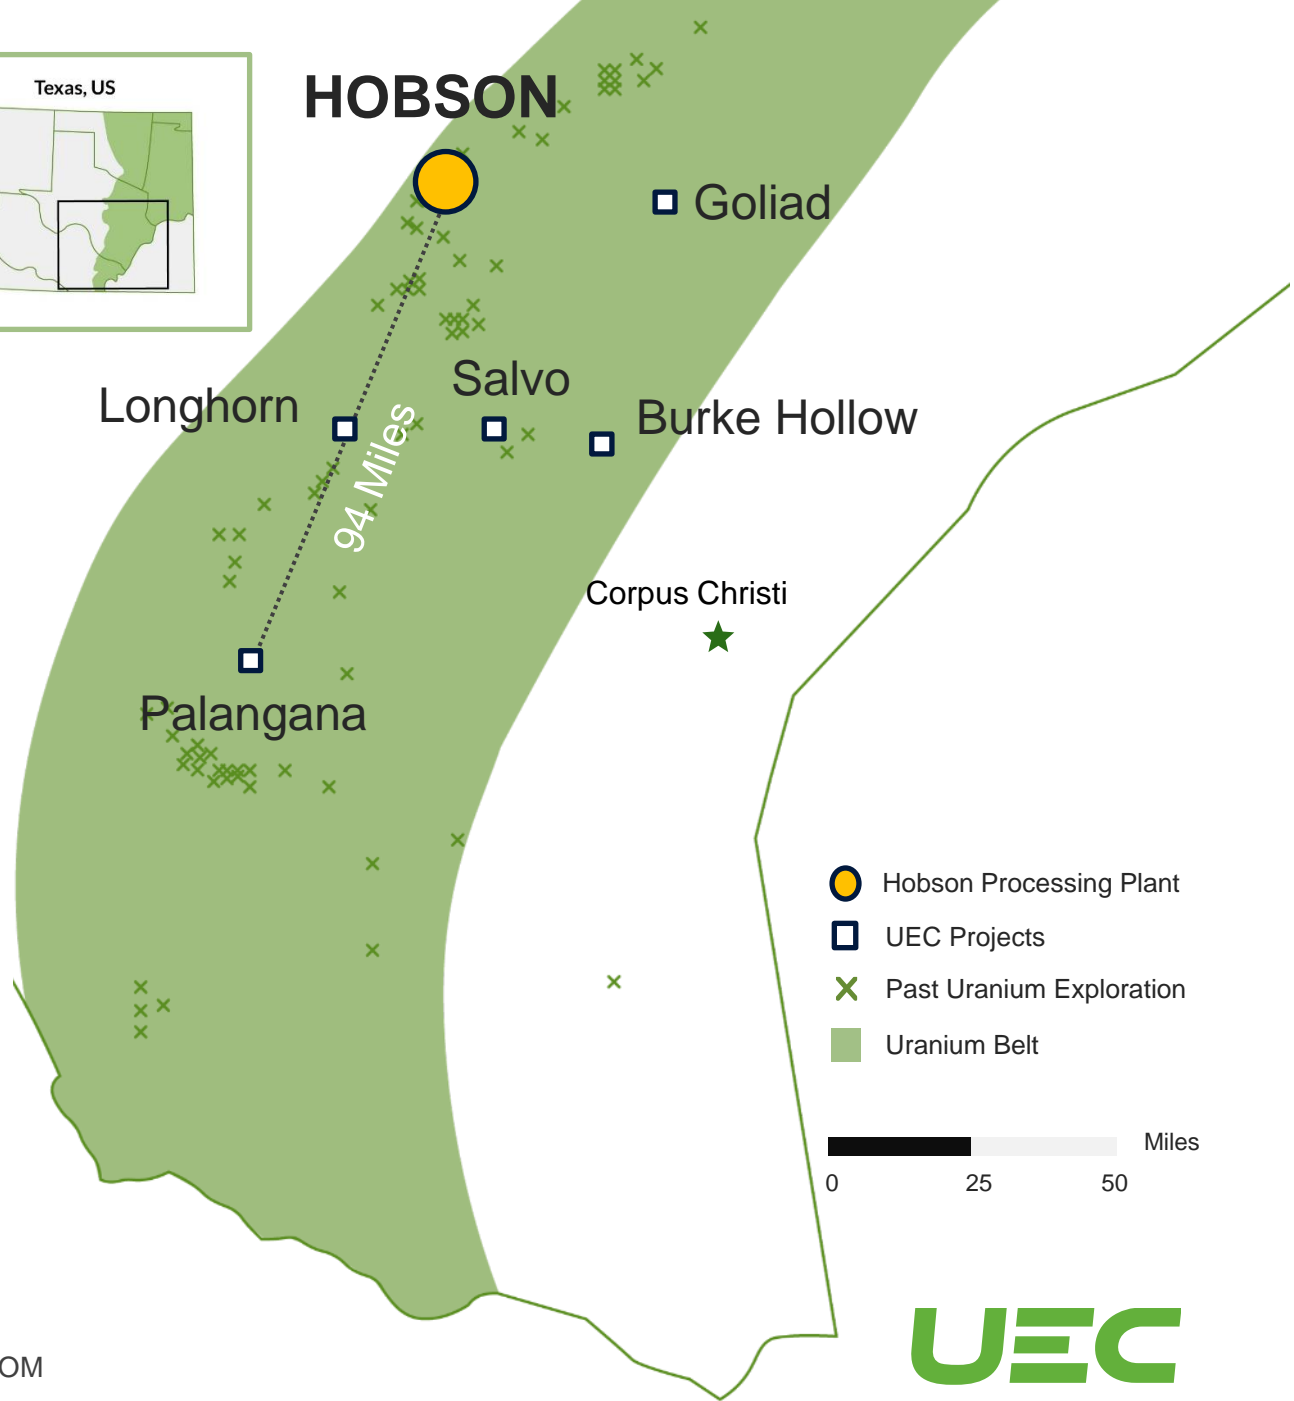 Texas, US
HOBSON
Goliad
Salvo
Longhorn
Burke Hollow
94 Miles
Corpus Christi
Palangana
Hobson Processing Plant
UEC Projects
Past Uranium Exploration
Uranium Belt
Miles
0 25 50
OM
UEC